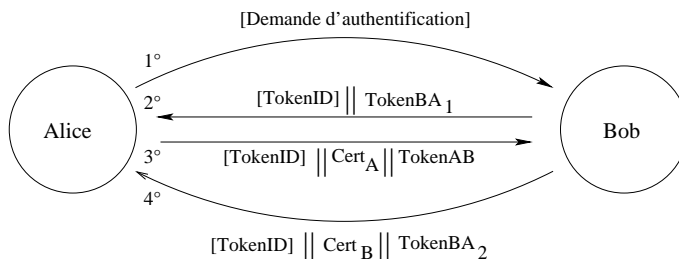 [Demande d'authentification]
1°
2°
[TokenID] || TokenBA1
Alice
Bob
3°
[TokenID] || CertA || TokenAB
4°
[TokenID] || CertB || TokenBA2